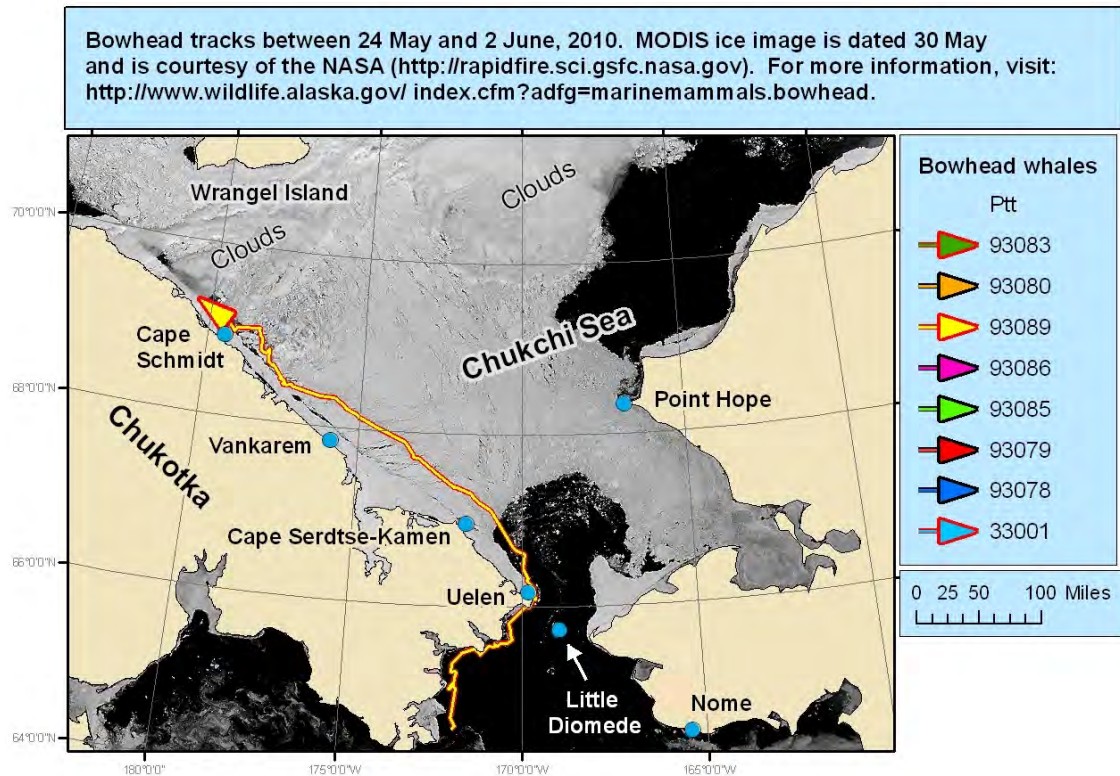 Bowhead tracks between 24 May and 2 June, 2010. MODIS ice image is dated 30 May
and is courtesy of the NASA (http://rapidfire.sci.gsfc.nasa.gov). For more information, visit:
http://www.wildlife.alaska.gov/ index.cfm?adfg=marinemammals.bowhead.
Wrangel Island
Clouds
Clouds
70°0'0"N
Cape
Schmidt
Chukchi Sea
68°0'0"N
Point Hope
Chukotka
Vankarem
Cape Serdtse-Kamen
66°0'0"N
Uelen
Little
Diomede
Nome
64°0'0"N
180°0'0"
175°0'0"W
170°0'0"W
165°0'0"W
Bowhead whales
Ptt
93083
93080
93089
93086
93085
93079
93078
33001
0 25 50 100 Miles